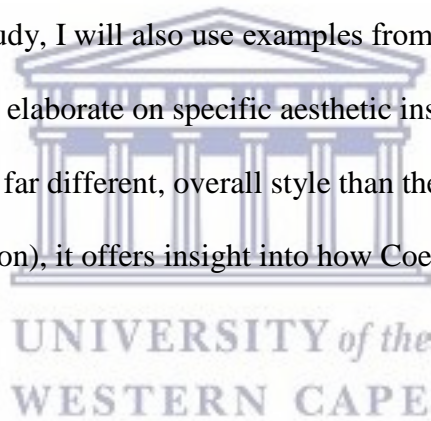 udy, I will also use examples from
elaborate on specific aesthetic ins
far different, overall style than the
on), it offers insight into how Coe
UNIVERSITY of the
WESTERN CAPE